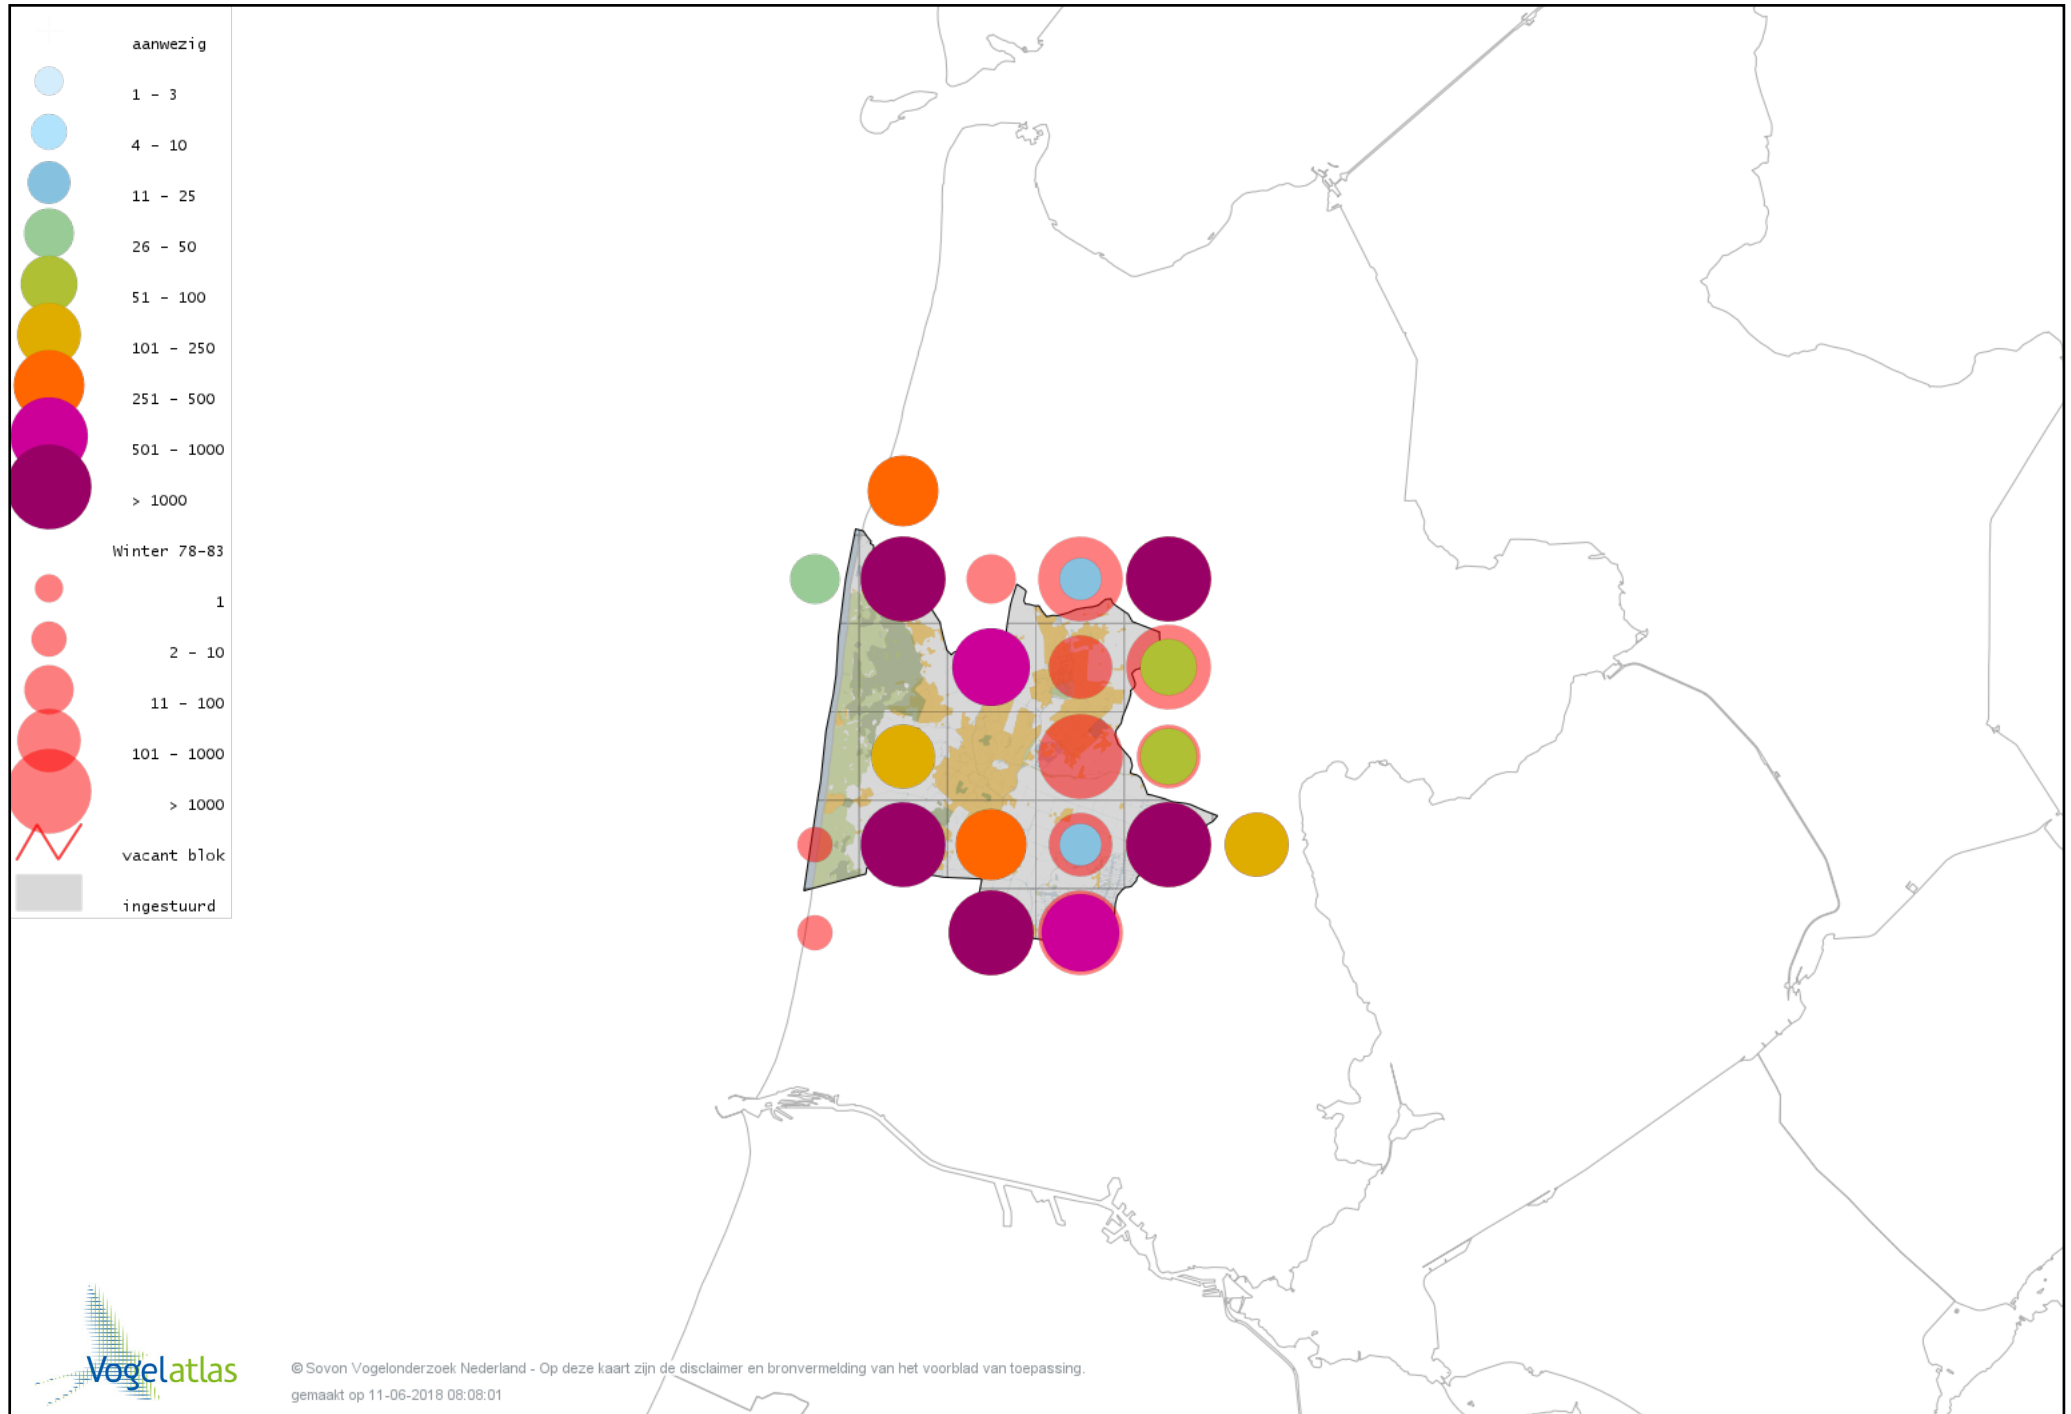 aanwezig
1 - 3
4 - 10
11 - 25
26 - 50
51 - 100
101 - 250
251 - 500
501 - 1000
> 1000
Winter 78-83
1
2 - 10
11 - 100
101 - 1000
> 1000
vacant blok
ingestuurd
Vogelatlas
© Sovon Vogelonderzoek Nederland - Op deze kaart zijn de disclaimer en bronvermelding van het voorblad van toepassing.
gemaakt op 11-06-2018 08:08:01